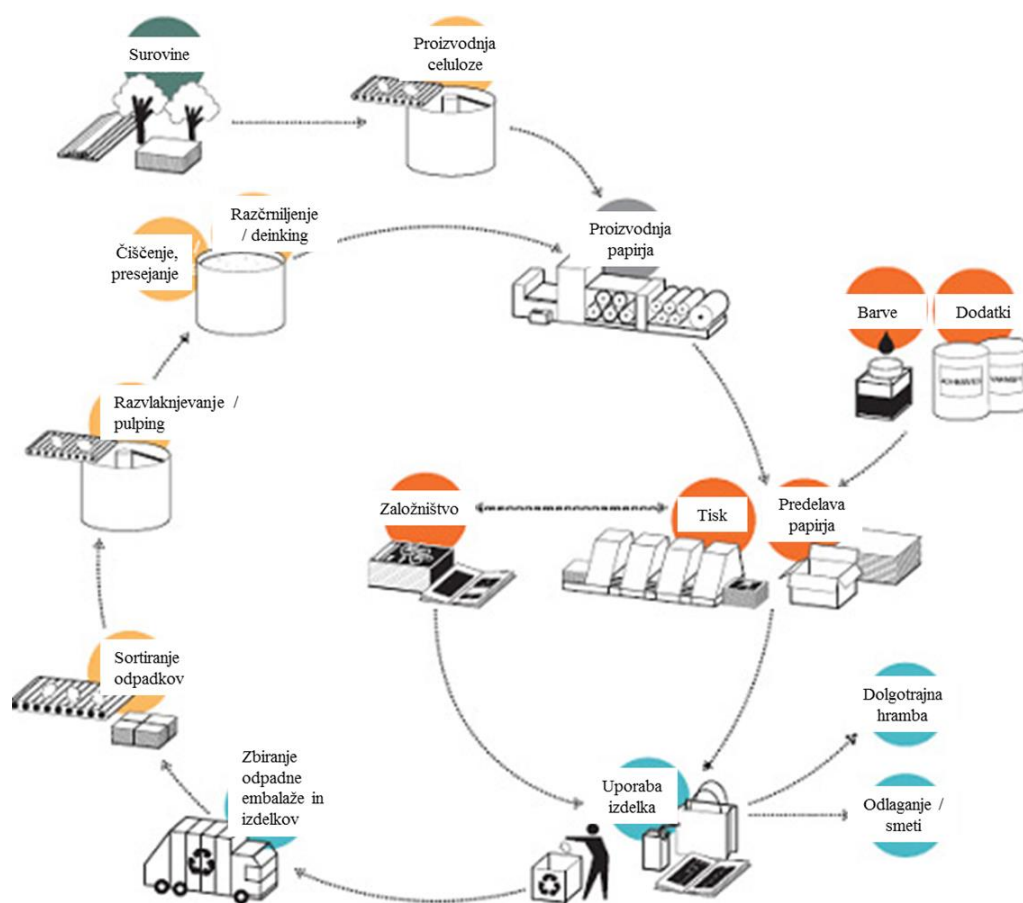 Surovine
Proizvodnja
celuloze
Razčrniljenje
/ deinking
Čiščenje,
presejanje
Proizvodnja
papirja
Barve
Dodatki
Razvlaknjevanje /
pulping
Založništvo
Tisk
Predelava
papirja
Sortiranje
odpadkov
Dolgotrajna
hramba
Zbiranje
odpadne
embalaže in
izdelkov
Uporaba
izdelka
Odlaganje /
smeti